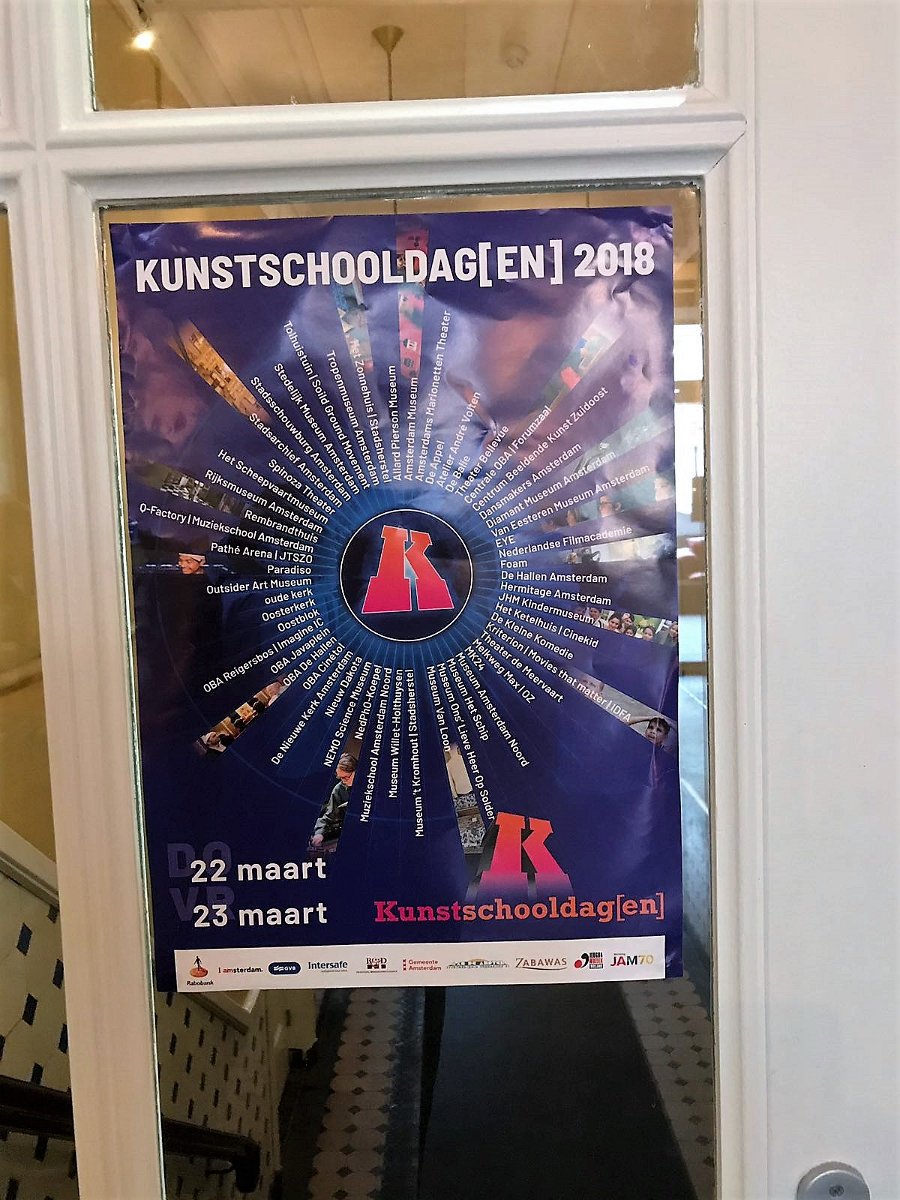 KUNSTSCHOOLDAG[EN] 2018
Allard Pierson Museum
Amsterdam Museum
Amsterdams Marionetten Theater
De Appel
Atelier Andre Volten
De Balie
Theater Bellevue
Centrale OBA | Forumzaal
Centrum Beeldende Kunst Zuidoost
Dansmakers Amsterdam
Diamant Museum Amsterdam
Van Eesteren Museum Amsterdam
EYE
Nederlandse Filmacademie
Foam
De Hallen Amsterdam
Hermitage Amsterdam
JHM Kindermuseum
Het Ketelhuis | Cinekid
De Kleine Komedie
Kriterion | Movies that matter | IDFA
Theater de Meervaart
Melkweg Max | OZ
MK24
Museum Amsterdam Noord
Museum Het Schip
Museum Ons' Lieve Heer Op Solder
Museum Van Loon
Museum 't Kromhout | Stadsherstel
Museum Willet-Holthuysen
Muziekschool Amsterdam Noord
NedPhO-Koepel
NEMO Science Museum
Nieuw Dakota
De Nieuwe Kerk Amsterdam
OBA Cinétol
OBA De Hallen
OBA Javaplein
OBA Reigersbos | Imagine IC
Oostblok
Oosterkerk
oude kerk
Outsider Art Museum
Paradiso
Pathé Arena | JTSZO
Q-Factory | Muziekschool Amsterdam
Rembrandthuis
Rijksmuseum Amsterdam
Het Scheepvaartmuseum
Spinoza Theater
Stadsarchief Amsterdam
Stadsschouwburg Amsterdam
Stedelijk Museum Amsterdam
Tolhuistuin | Solid Ground Movement
Tropenmuseum Amsterdam
Het Zonnehuis | Stadsherstel
K
K
DO
22 maart
VR
23 maart
Kunstschooldag[en]
Rabobank
I amsterdam.
Intersafe
Gemeente
Amsterdam
ZABAWAS
JAM70